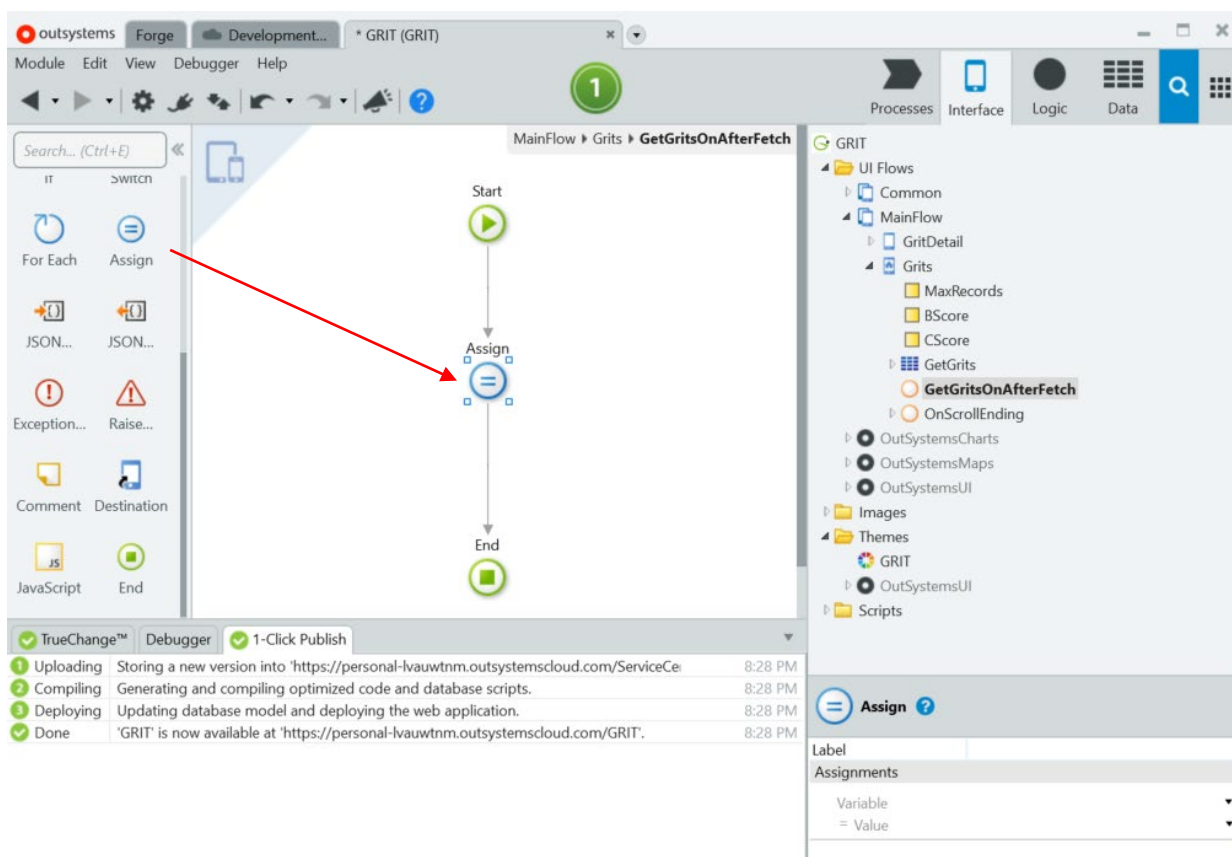 outsystems Forge Development... * GRIT (GRIT)
Module Edit View Debugger Help
1
Processes Interface Logic Data
Search... (Ctrl+E)
MainFlow Grits GetGritsOnAfterFetch
If Switch
For Each Assign
JSON... JSON...
Exception... Raise...
Comment Destination
JS
JavaScript End
Start
Assign
End
GRIT
UI Flows
Common
MainFlow
GritDetail
Grits
MaxRecords
BScore
CScore
GetGrits
GetGritsOnAfterFetch
OnScrollEnding
OutSystemsCharts
OutSystemsMaps
OutSystemsUI
Images
Themes
GRIT
OutSystemsUI
Scripts
TrueChange™ Debugger 1-Click Publish
1 Uploading Storing a new version into 'https://personal-lvauwtnm.outsystemscloud.com/ServiceCe 8:28 PM
2 Compiling Generating and compiling optimized code and database scripts. 8:28 PM
3 Deploying Updating database model and deploying the web application. 8:28 PM
Done 'GRIT' is now available at 'https://personal-lvauwtnm.outsystemscloud.com/GRIT'. 8:28 PM
Assign ?
Label
Assignments
Variable
= Value